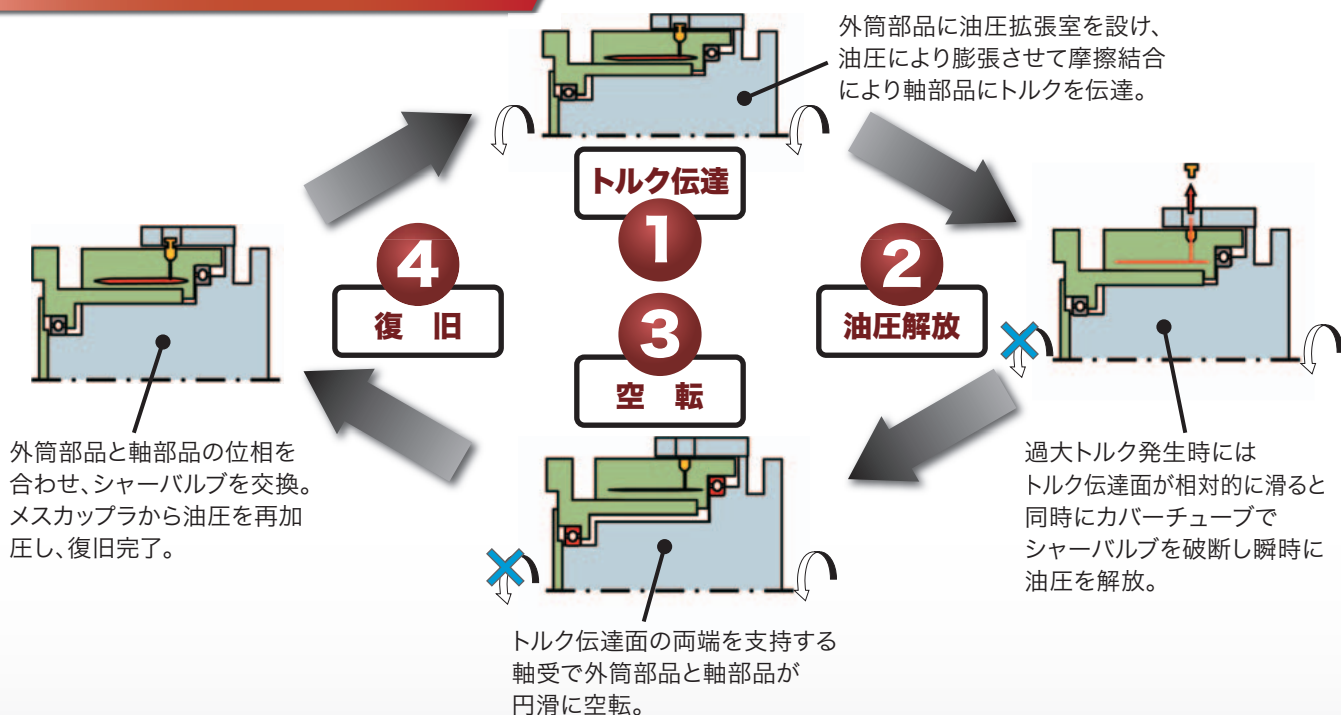 外筒部品に油圧拡張室を設け、
油圧により膨張させて摩擦結合
により軸部品にトルクを伝達。
トルク伝達
1
2
油圧解放
過大トルク発生時には
トルク伝達面が相対的に滑ると
同時にカバーチューブで
シャーバルブを破断し瞬時に
油圧を解放。
3
空 転
トルク伝達面の両端を支持する
軸受で外筒部品と軸部品が
円滑に空転。
4
復 旧
外筒部品と軸部品の位相を
合わせ、シャーバルブを交換。
メスカップラから油圧を再加
圧し、復旧完了。